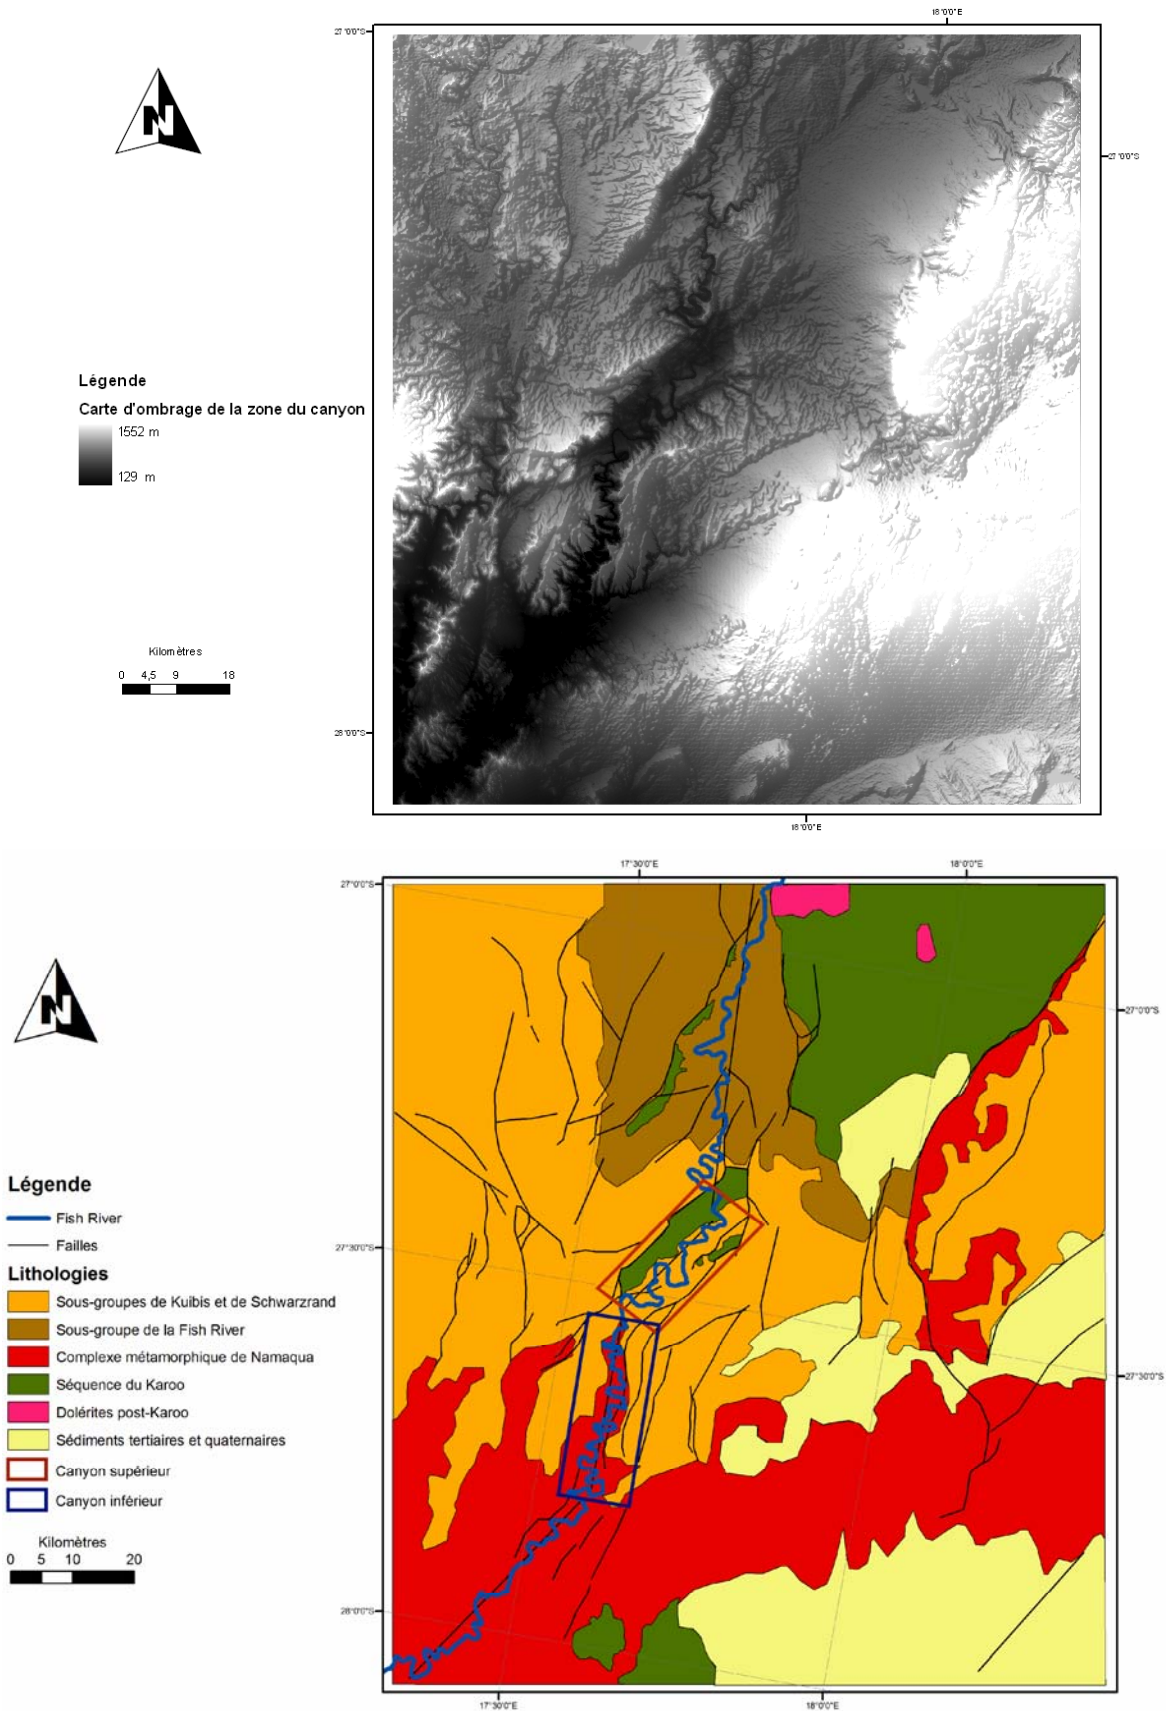 18°0'0"E
27°0'0"S
N
27°0'0"S
Légende
Carte d'ombrage de la zone du canyon
1552 m
129 m
Kilomètres
0 4,5 9 18
28°0'0"S
18°0'0"E
17°30'0"E 18°0'0"E
27°0'0"S
N
27°0'0"S
Légende
Fish River
Failles
27°30'0"S
Lithologies
Sous-groupes de Kuibis et de Schwarzrand
Sous-groupe de la Fish River
Complexe métamorphique de Namaqua
27°30'0"S
Séquence du Karoo
Dolérites post-Karoo
Sédiments tertiaires et quaternaires
Canyon supérieur
Canyon inférieur
Kilomètres
0 5 10 20
28°0'0"S
17°30'0"E 18°0'0"E